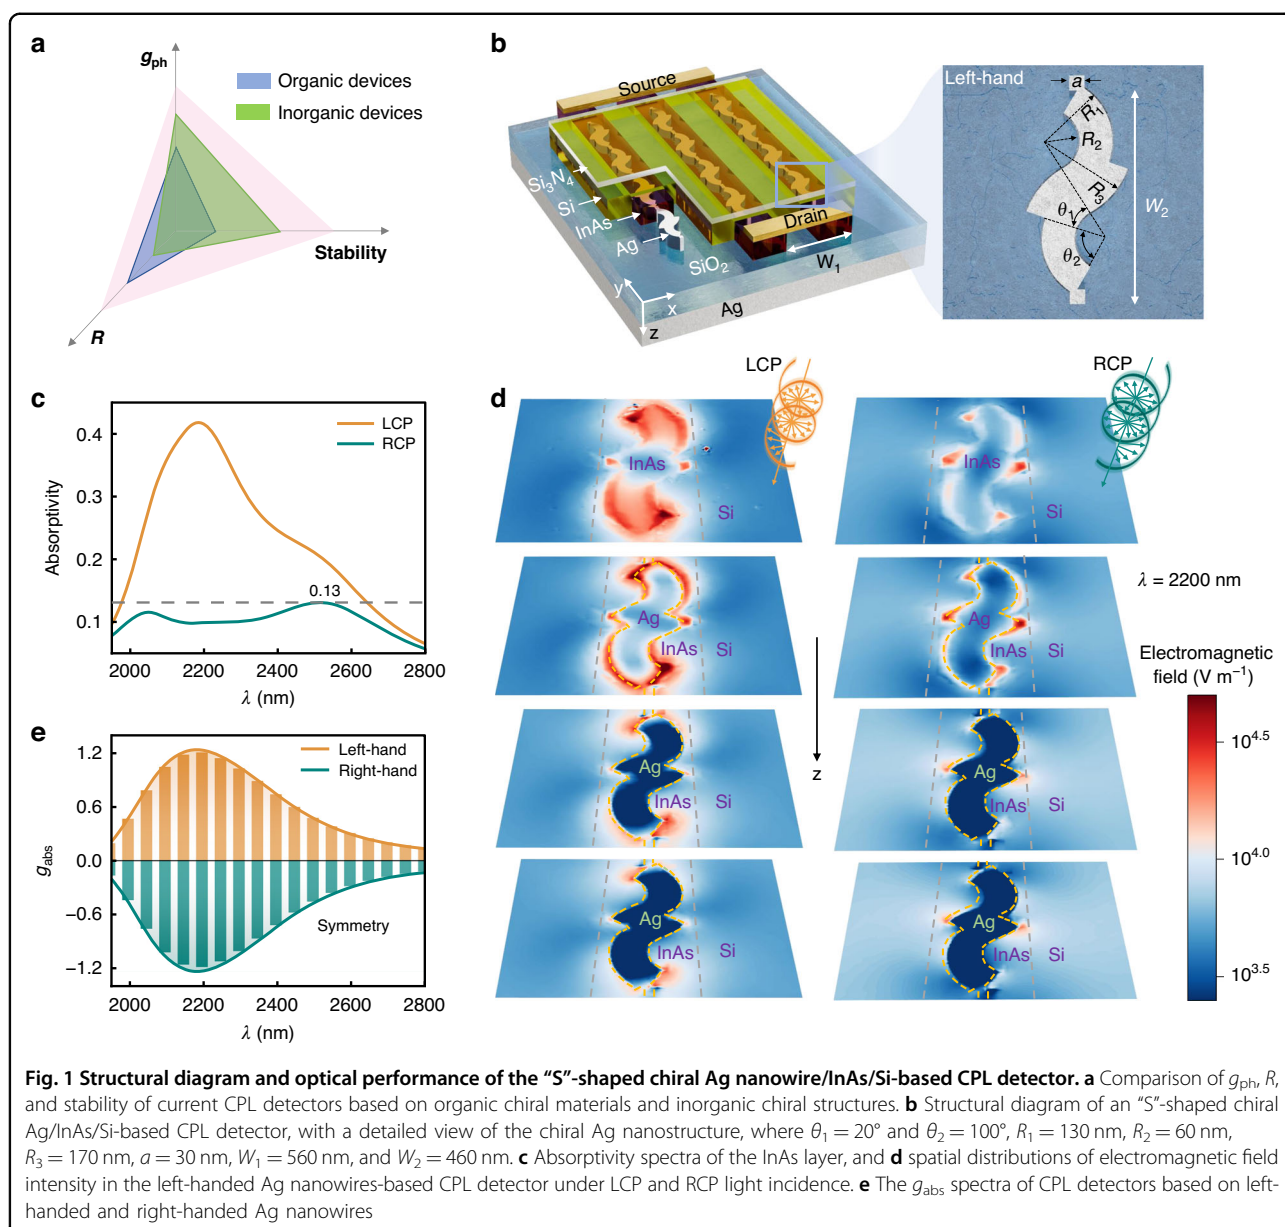 a
g_ph
Organic devices
Inorganic devices
Stability
R
b
Source
Si₃N₄
Si
InAs
Ag
SiO₂
Drain
W₁
y
x
z
Ag
Left-hand
a
R₁
R₂
R₃
θ₁
θ₂
W₂
c
LCP
RCP
0.4
0.3
0.2
0.1
0.13
Absorptivity
2000 2200 2400 2600 2800
λ (nm)
d
LCP
RCP
InAs
Si
InAs
Si
Ag
InAs
Si
Ag
InAs
Si
Ag
InAs
Si
Ag
InAs
Si
Ag
InAs
Si
Ag
InAs
Si
z
λ = 2200 nm
Electromagnetic
field (V m⁻¹)
10⁴·⁵
10⁴·⁰
10³·⁵
e
Left-hand
Right-hand
1.2
0.6
0.0
−0.6
−1.2
g_abs
Symmetry
2000 2200 2400 2600 2800
λ (nm)
Fig. 1 Structural diagram and optical performance of the “S”-shaped chiral Ag nanowire/InAs/Si-based CPL detector. a Comparison of g_ph, R,
and stability of current CPL detectors based on organic chiral materials and inorganic chiral structures. b Structural diagram of an “S”-shaped chiral
Ag/InAs/Si-based CPL detector, with a detailed view of the chiral Ag nanostructure, where θ₁ = 20° and θ₂ = 100°, R₁ = 130 nm, R₂ = 60 nm,
R₃ = 170 nm, a = 30 nm, W₁ = 560 nm, and W₂ = 460 nm. c Absorptivity spectra of the InAs layer, and d spatial distributions of electromagnetic field
intensity in the left-handed Ag nanowires-based CPL detector under LCP and RCP light incidence. e The g_abs spectra of CPL detectors based on left-
handed and right-handed Ag nanowires